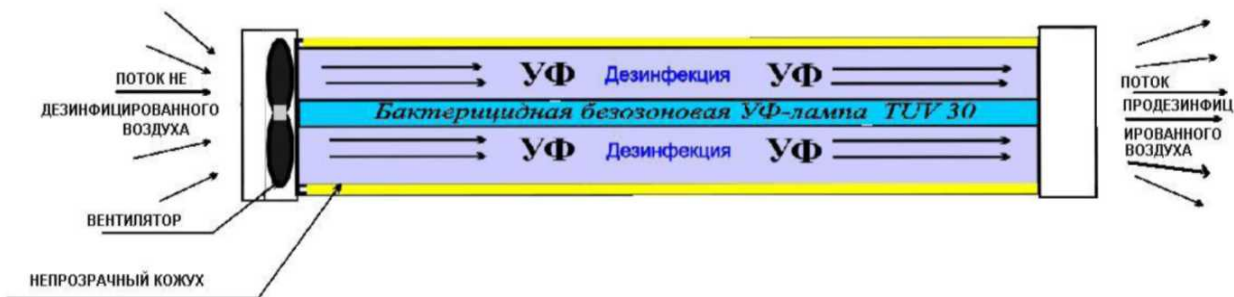 ПОТОК НЕ
ДЕЗИНФИЦИРОВАННОГО
ВОЗДУХА
ВЕНТИЛЯТОР
НЕПРОЗРАЧНЫЙ КОЖУХ
УФ Дезинфекция УФ
Бактерицидная безозоновая УФ-лампа TUV 30
УФ Дезинфекция УФ
ПОТОК
ПРОДЕЗИНФИЦ
ИРОВАННОГО
ВОЗДУХА